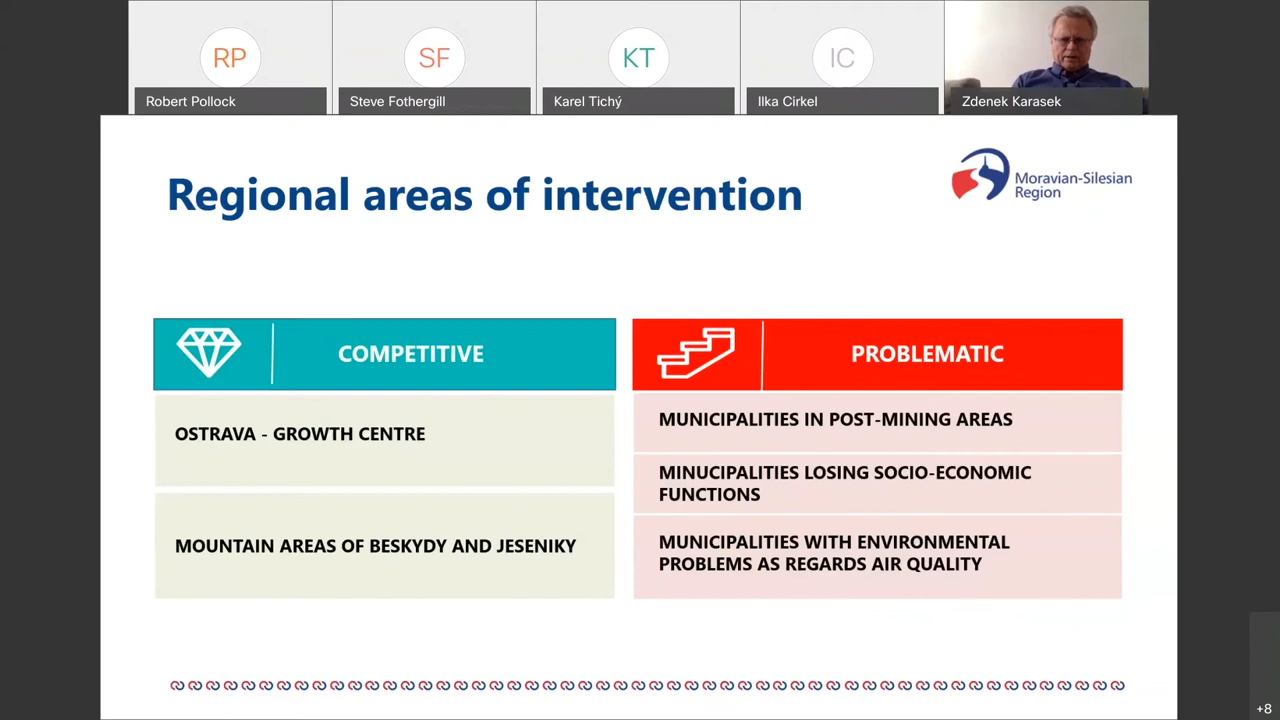 RP
SF
KT
IC
Robert Pollock
Steve Fothergill
Karel Tichý
Ilka Cirkel
Zdenek Karasek
Regional areas of intervention
Moravian-Silesian
Region
COMPETITIVE
OSTRAVA - GROWTH CENTRE
MOUNTAIN AREAS OF BESKYDY AND JESENIKY
PROBLEMATIC
MUNICIPALITIES IN POST-MINING AREAS
MINUCIPALITIES LOSING SOCIO-ECONOMIC
FUNCTIONS
MUNICIPALITIES WITH ENVIRONMENTAL
PROBLEMS AS REGARDS AIR QUALITY
+8